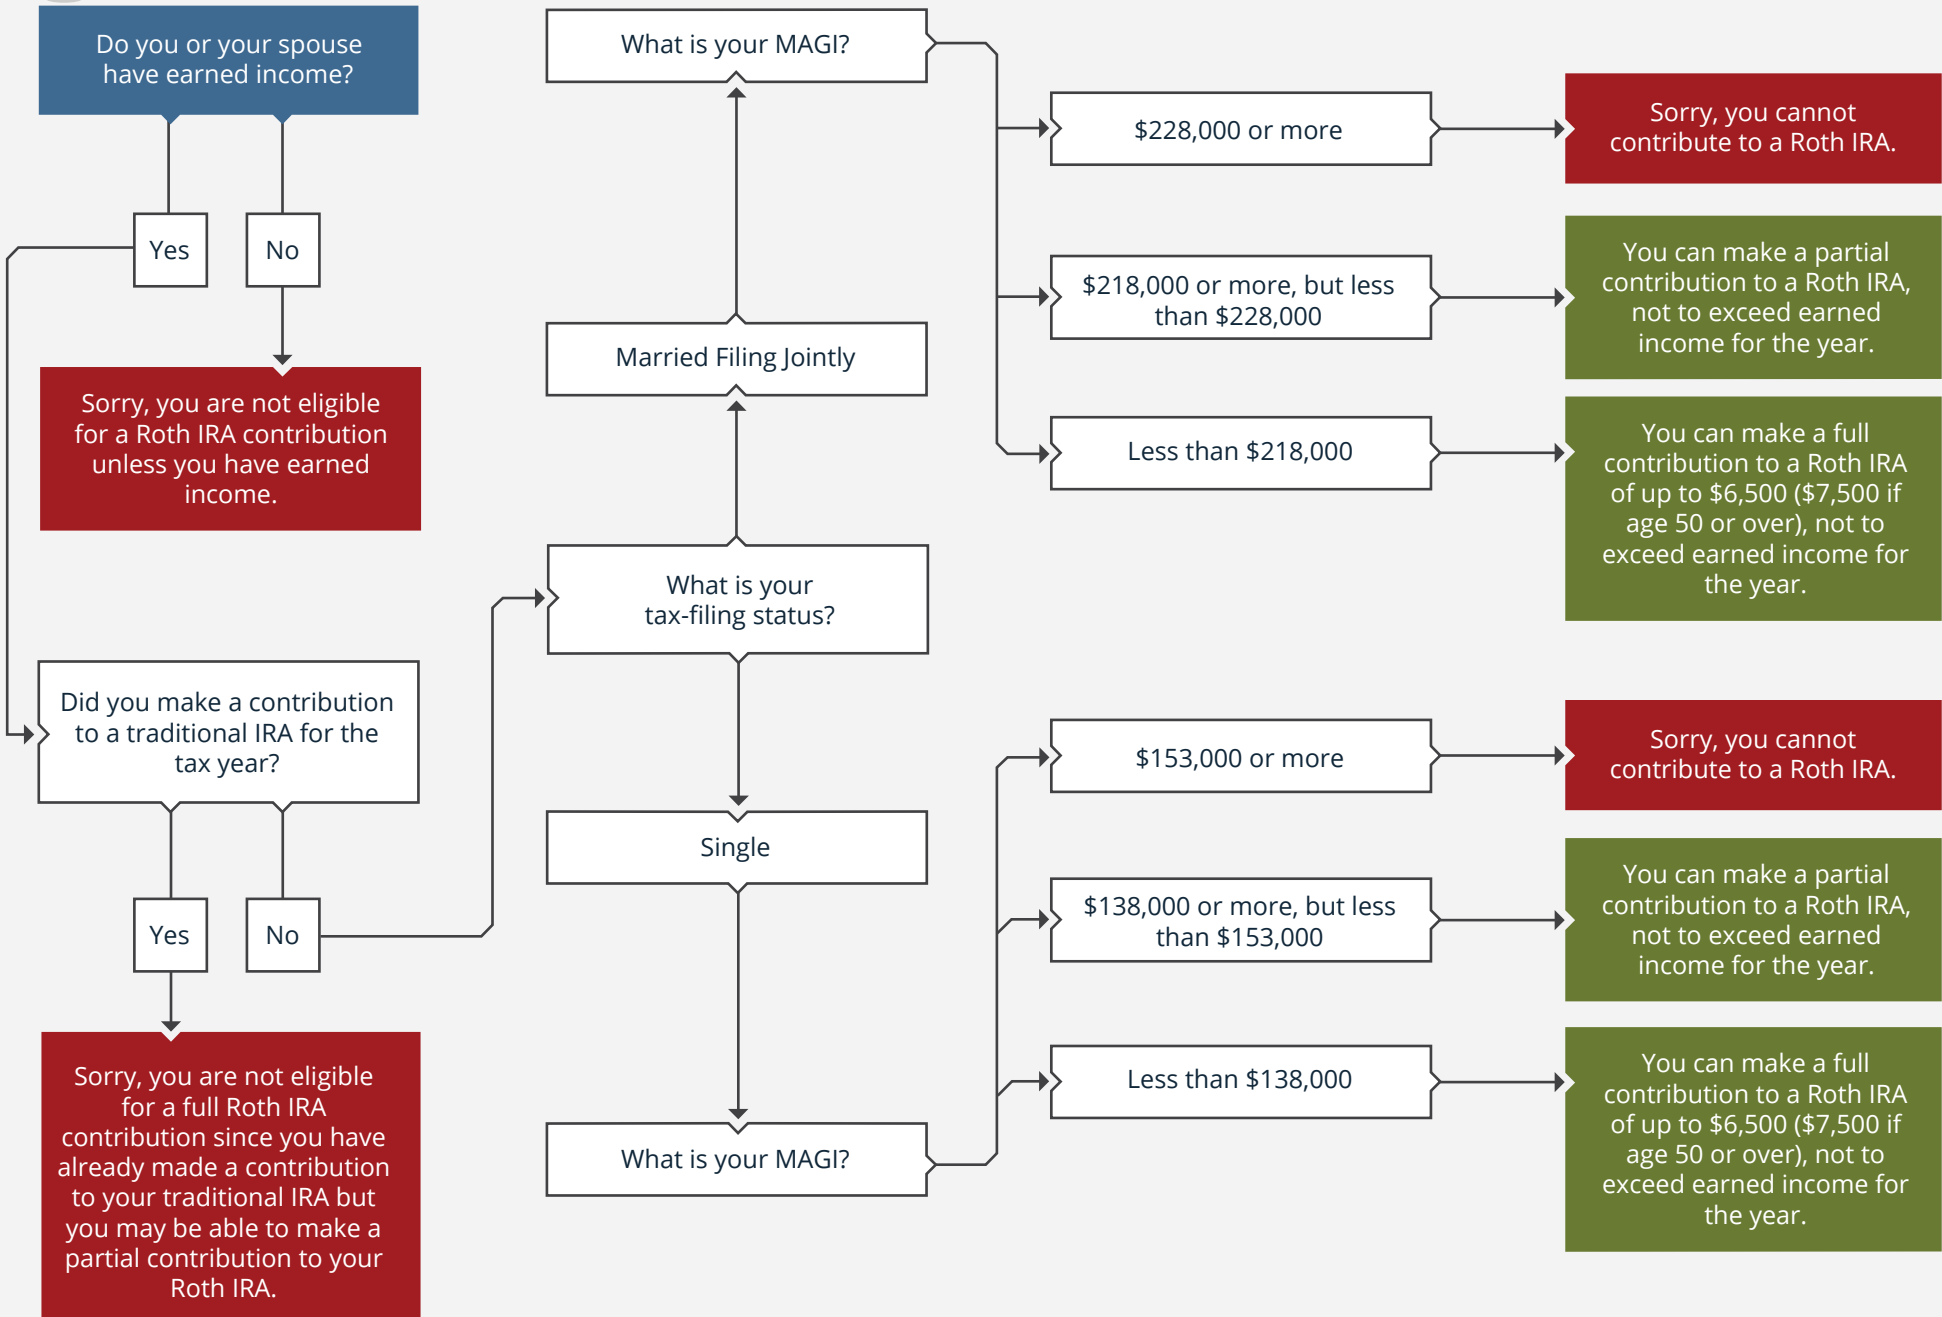 Do you or your spouse
have earned income?
Yes
No
Sorry, you are not eligible
for a Roth IRA contribution
unless you have earned
income.
Did you make a contribution
to a traditional IRA for the
tax year?
Yes
No
Sorry, you are not eligible
for a full Roth IRA
contribution since you have
already made a contribution
to your traditional IRA but
you may be able to make a
partial contribution to your
Roth IRA.
What is your
tax-filing status?
Married Filing Jointly
What is your MAGI?
$228,000 or more
Sorry, you cannot
contribute to a Roth IRA.
$218,000 or more, but less
than $228,000
You can make a partial
contribution to a Roth IRA,
not to exceed earned
income for the year.
Less than $218,000
You can make a full
contribution to a Roth IRA
of up to $6,500 ($7,500 if
age 50 or over), not to
exceed earned income for
the year.
Single
What is your MAGI?
$153,000 or more
Sorry, you cannot
contribute to a Roth IRA.
$138,000 or more, but less
than $153,000
You can make a partial
contribution to a Roth IRA,
not to exceed earned
income for the year.
Less than $138,000
You can make a full
contribution to a Roth IRA
of up to $6,500 ($7,500 if
age 50 or over), not to
exceed earned income for
the year.